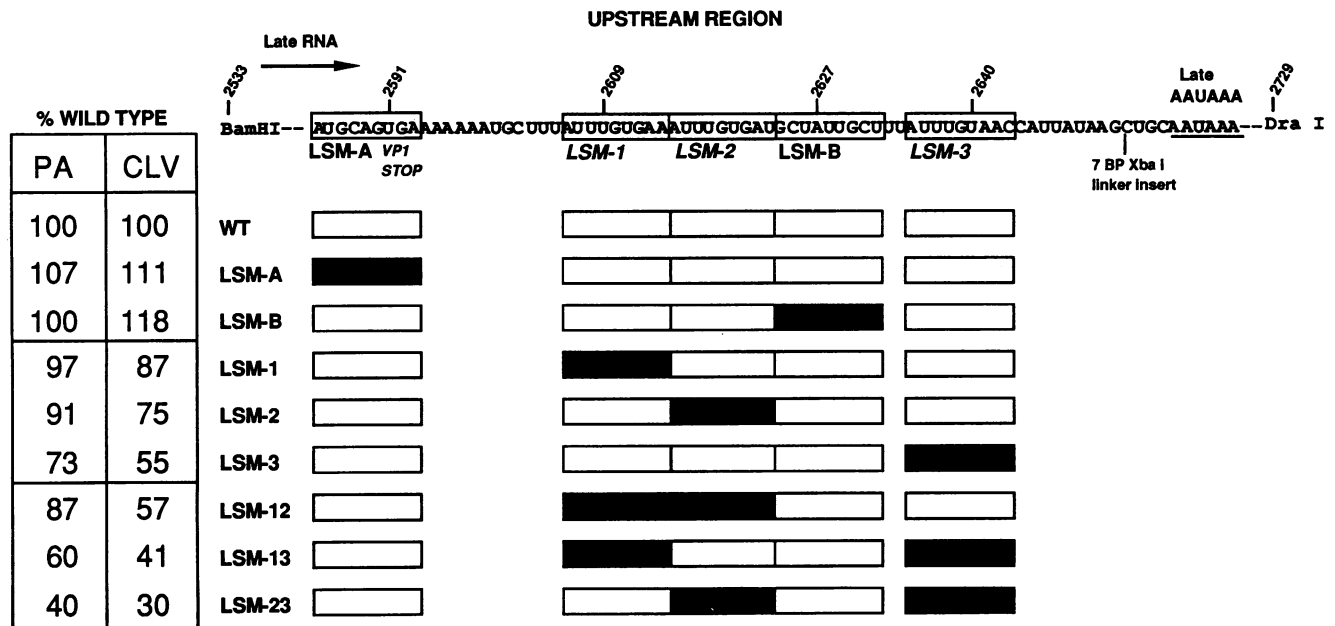 UPSTREAM REGION
Late RNA
2533
2591
2609
2627
2640
Late
AAUAAA
2729
% WILD TYPE
BamHI-- AUGCAGUGAAAAAAAUGCUUUAUUUGUGAAAUUUGUGAUGCUAUUGCUUUAUUUGUAACCAUUAUAAGCUGCAAUAAA--Dra I
LSM-A VP1 LSM-1 LSM-2 LSM-B LSM-3
STOP
7 BP Xba I
linker insert
PA CLV
100 100 WT
107 111 LSM-A
100 118 LSM-B
97 87 LSM-1
91 75 LSM-2
73 55 LSM-3
87 57 LSM-12
60 41 LSM-13
40 30 LSM-23